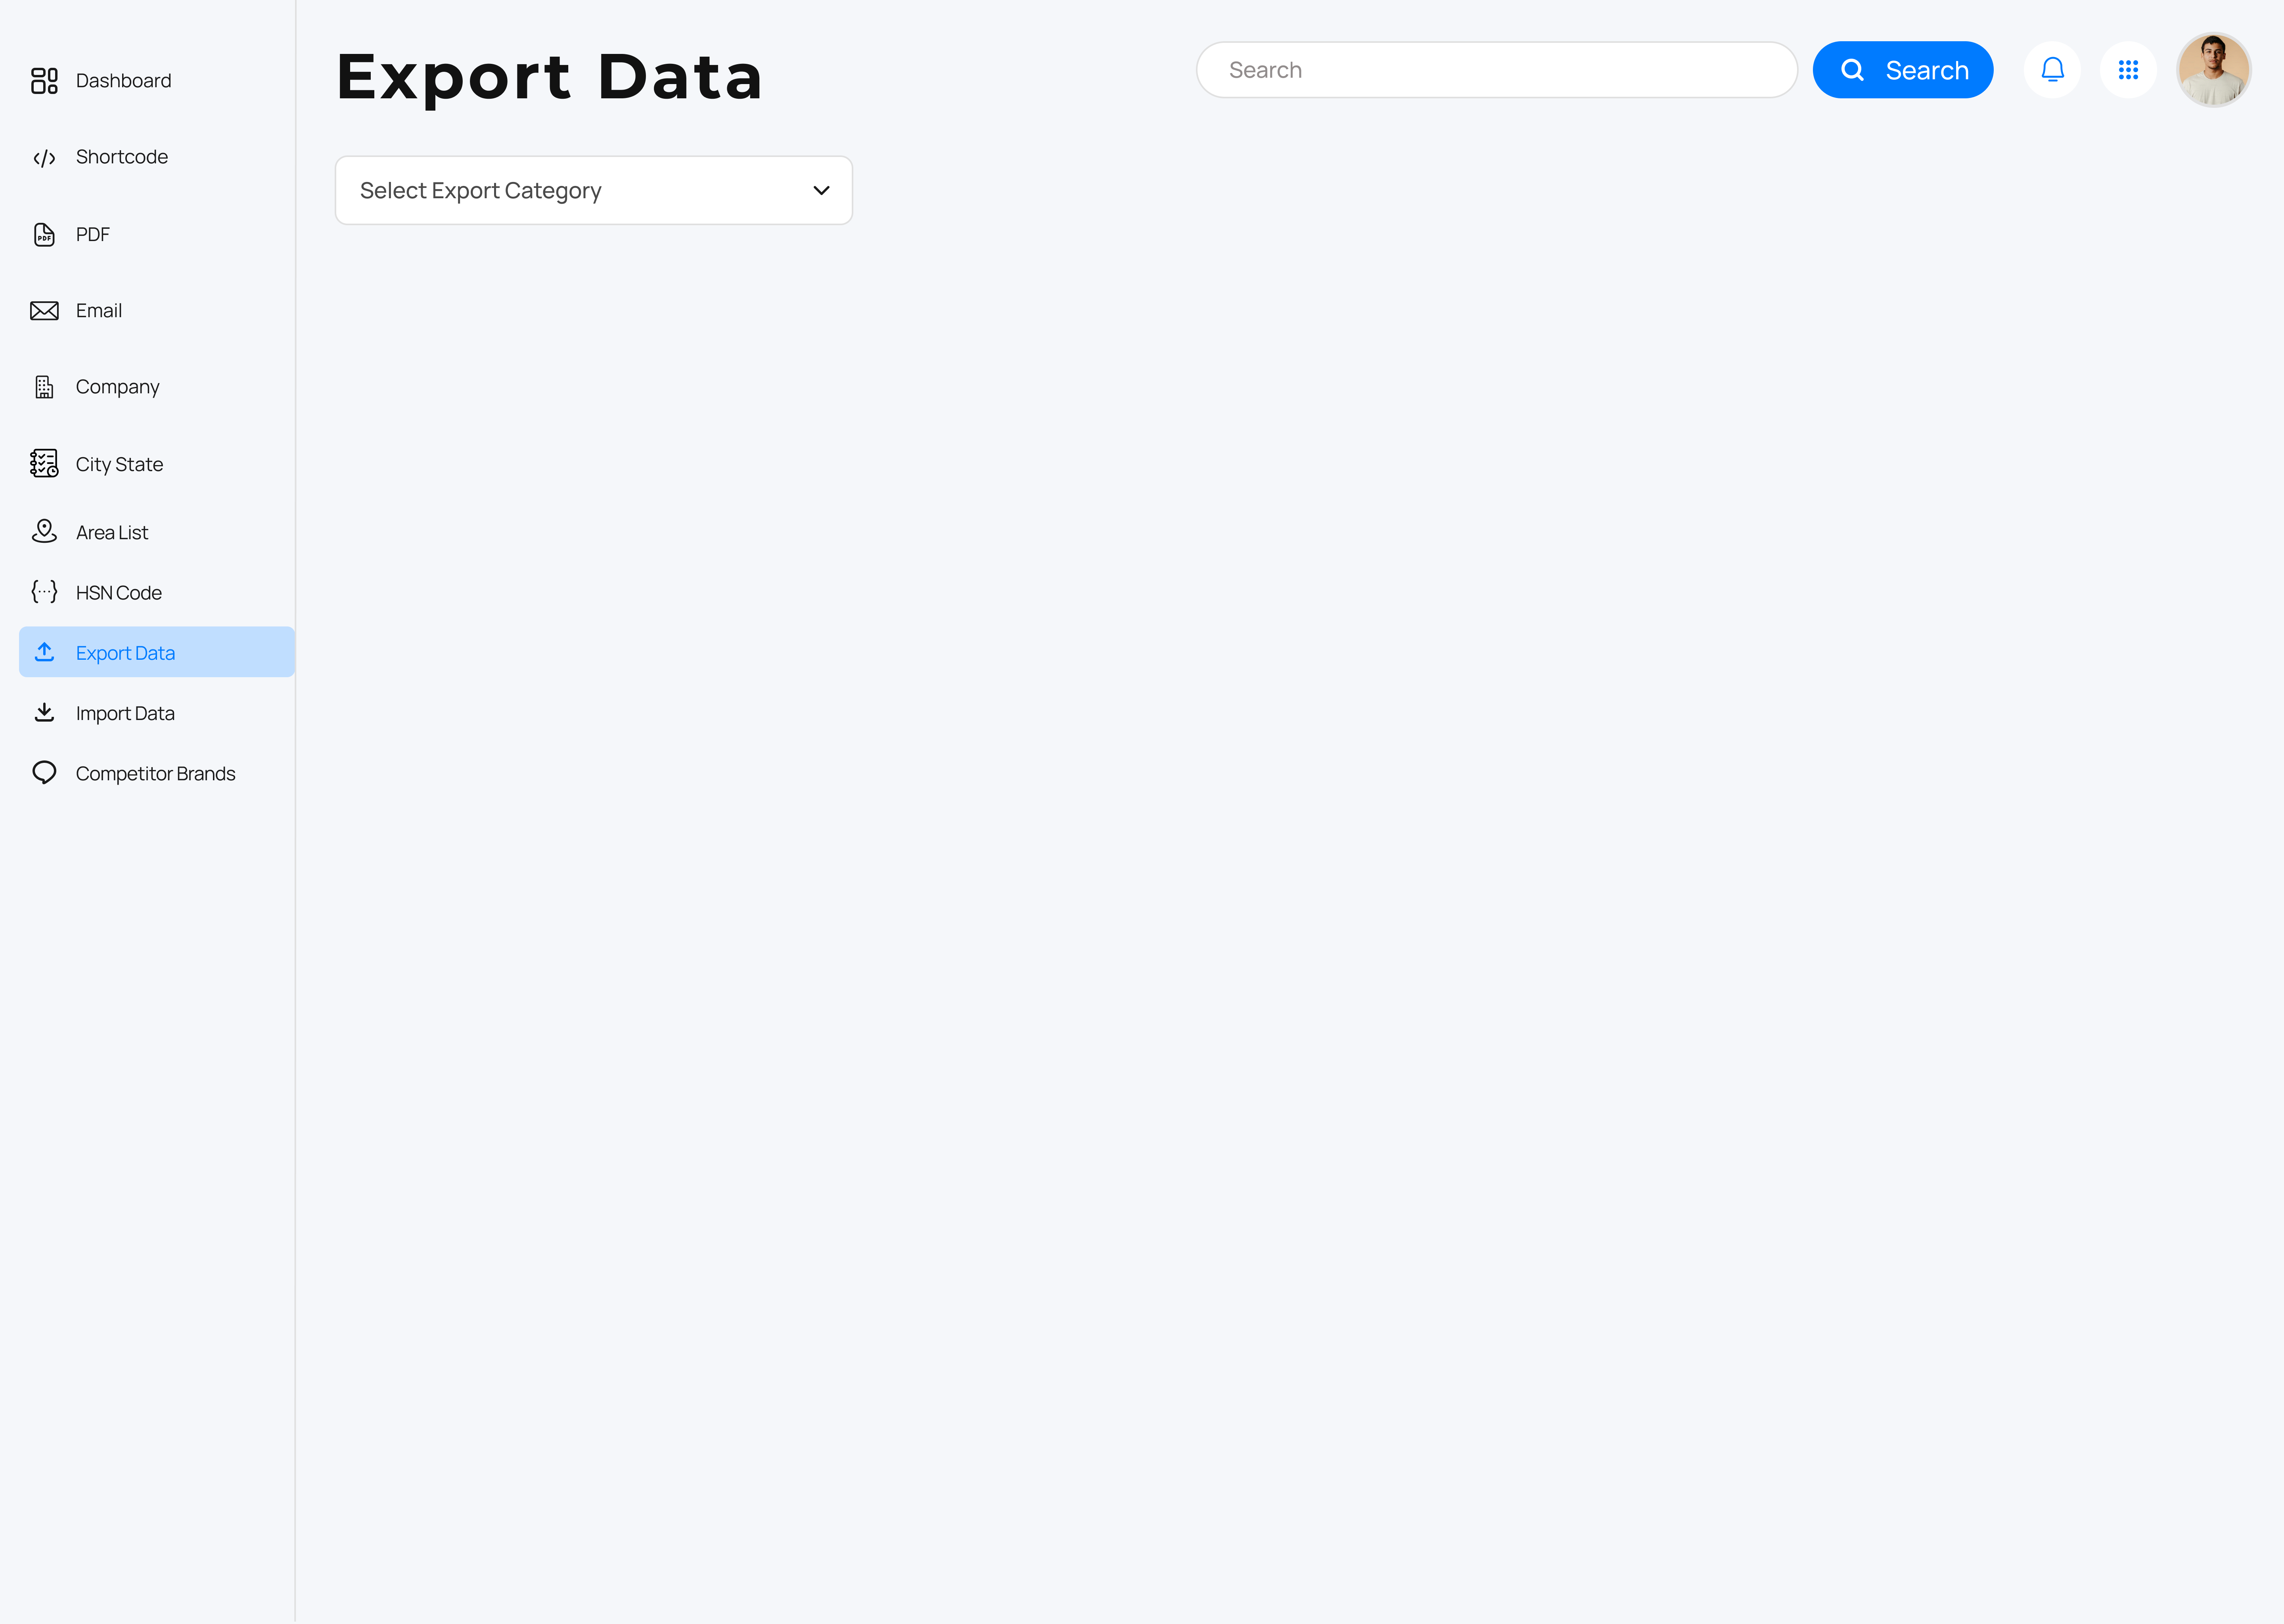 Dashboard
Shortcode
PDF
PDF
Email
Company
City State
Area List
HSN Code
Export Data
Import Data
Competitor Brands
Export Data
Search
Search
Select Export Category